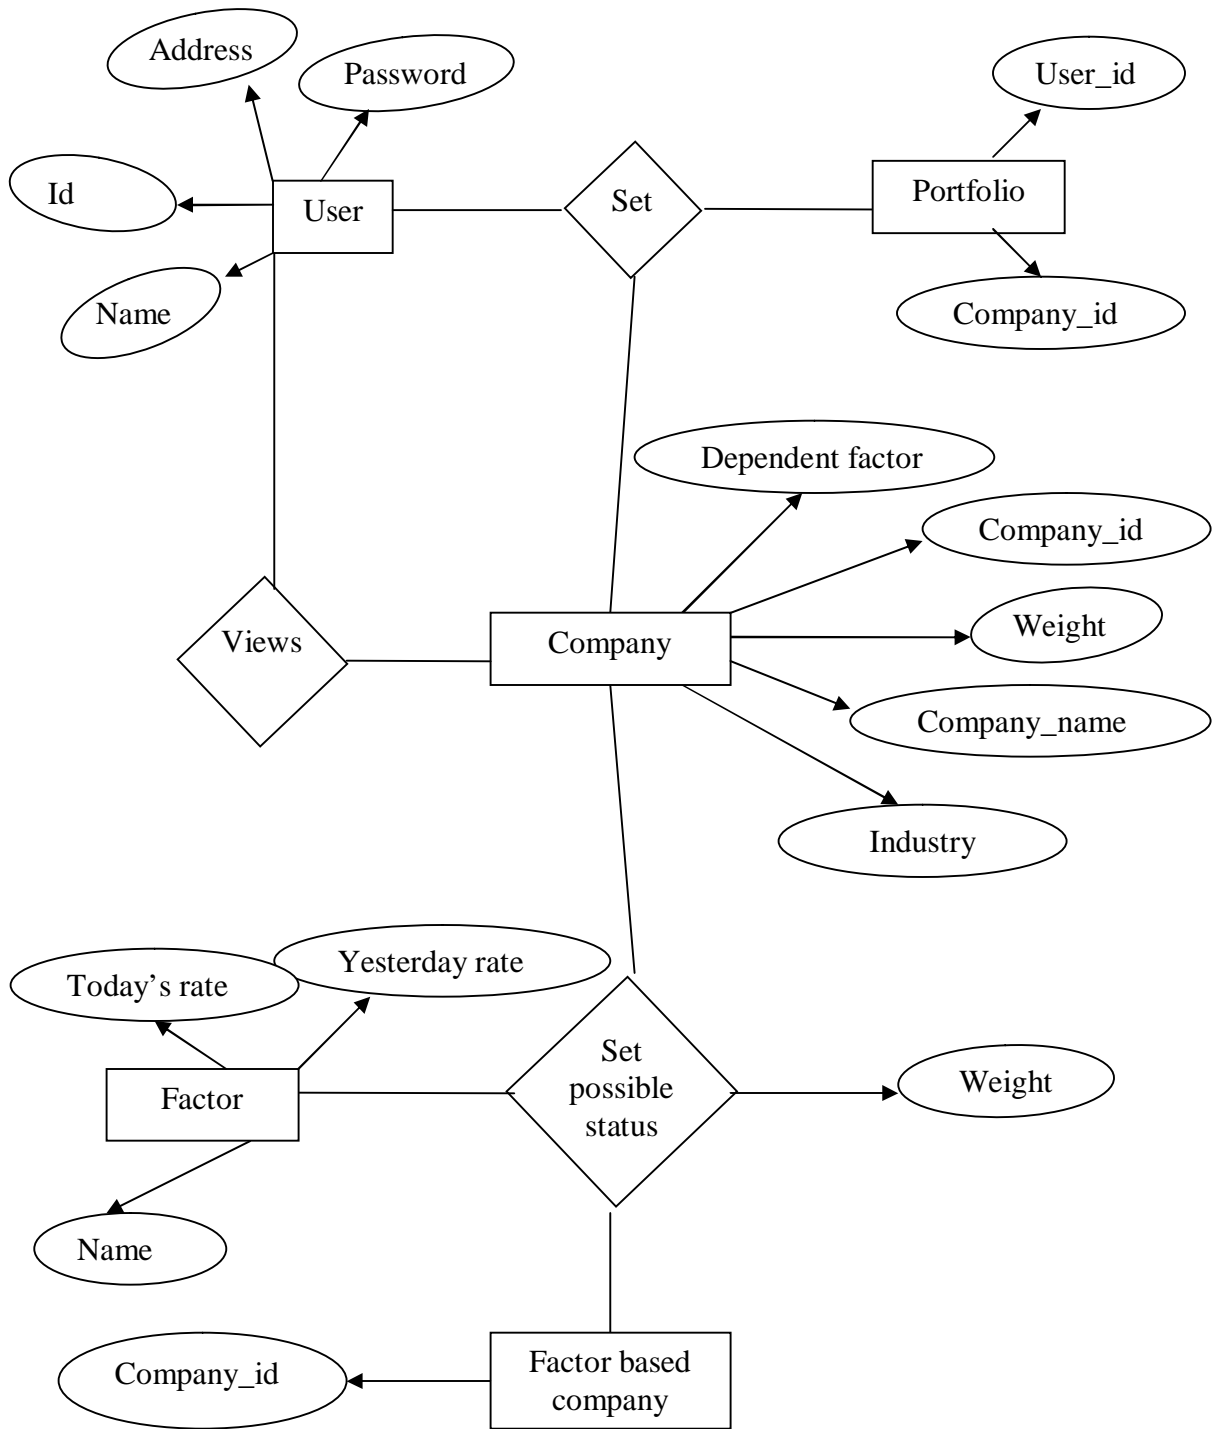 Address
Password
User_id
Id
User
Set
Portfolio
Name
Company_id
Dependent factor
Company_id
Views
Company
Weight
Company_name
Industry
Today’s rate
Yesterday rate
Factor
Set
possible
status
Weight
Name
Company_id
Factor based
company